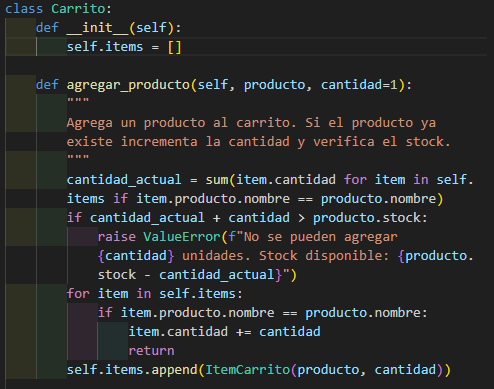 class Carrito:
    def __init__(self):
        self.items = []

    def agregar_producto(self, producto, cantidad=1):
        """
        Agrega un producto al carrito. Si el producto ya
        existe incrementa la cantidad y verifica el stock.
        """
        cantidad_actual = sum(item.cantidad for item in self.
        items if item.producto.nombre == producto.nombre)
        if cantidad_actual + cantidad > producto.stock:
            raise ValueError(f"No se pueden agregar
            {cantidad} unidades. Stock disponible: {producto.
            stock - cantidad_actual}")
        for item in self.items:
            if item.producto.nombre == producto.nombre:
                item.cantidad += cantidad
                return
        self.items.append(ItemCarrito(producto, cantidad))